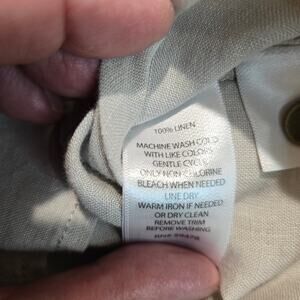 100% LINEN
MACHINE WASH COLD
WITH LIKE COLORS
GENTLE CYCLE
ONLY NON-CHLORINE
BLEACH WHEN NEEDED
LINE DRY
WARM IRON IF NEEDED
OR DRY CLEAN
REMOVE TRIM
BEFORE WASHING
RN#